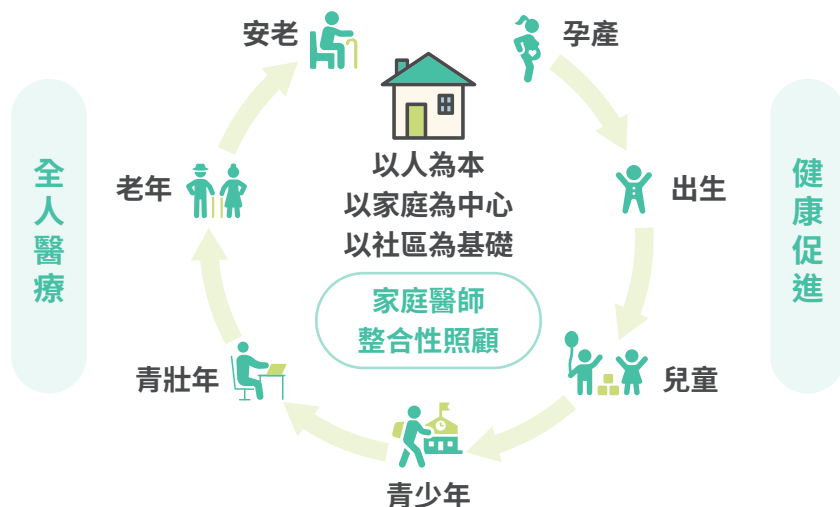 安老
孕產
以人為本
以家庭為中心
以社區為基礎
家庭醫師
整合性照顧
全人醫療
健康促進
老年
出生
青壯年
兒童
青少年